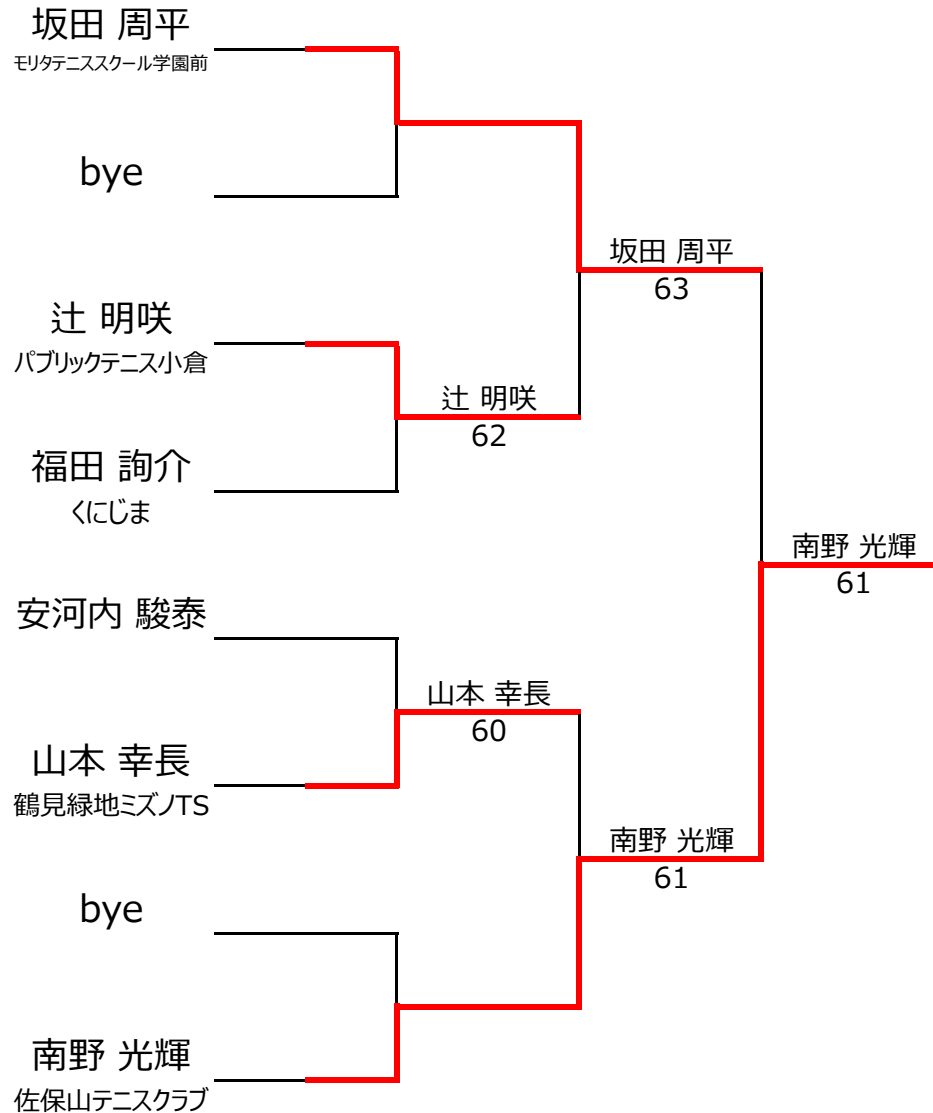 坂田 周平
モリタテニススクール学園前
bye
辻 明咲
パブリックテニス小倉
福田 詢介
くにじま
安河内 駿泰
山本 幸長
鶴見緑地ミズノTS
bye
南野 光輝
佐保山テニスクラブ
辻 明咲
62
山本 幸長
60
坂田 周平
63
南野 光輝
61
南野 光輝
61